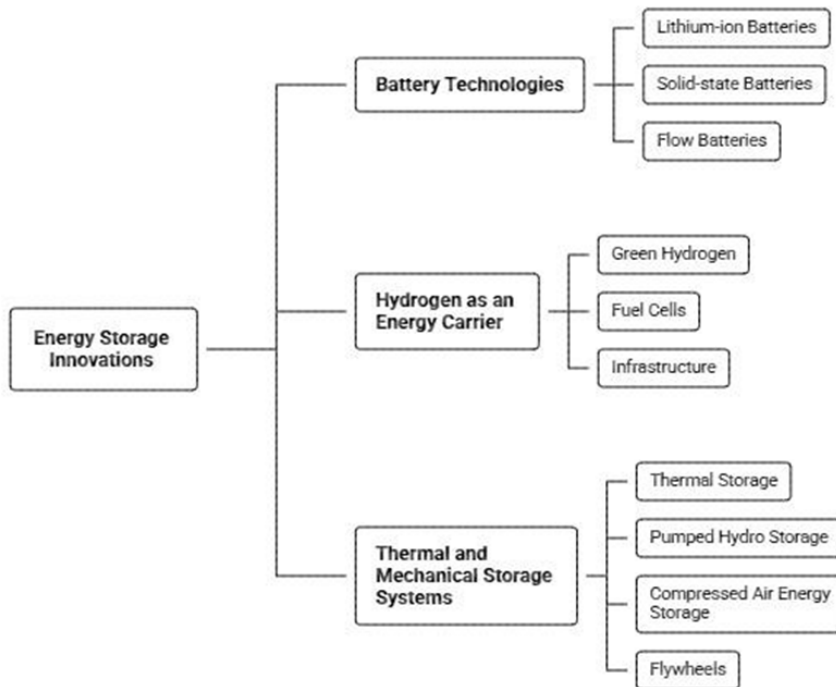 Energy Storage
Innovations
Battery Technologies
Lithium-ion Batteries
Solid-state Batteries
Flow Batteries
Hydrogen as an
Energy Carrier
Green Hydrogen
Fuel Cells
Infrastructure
Thermal and
Mechanical Storage
Systems
Thermal Storage
Pumped Hydro Storage
Compressed Air Energy
Storage
Flywheels